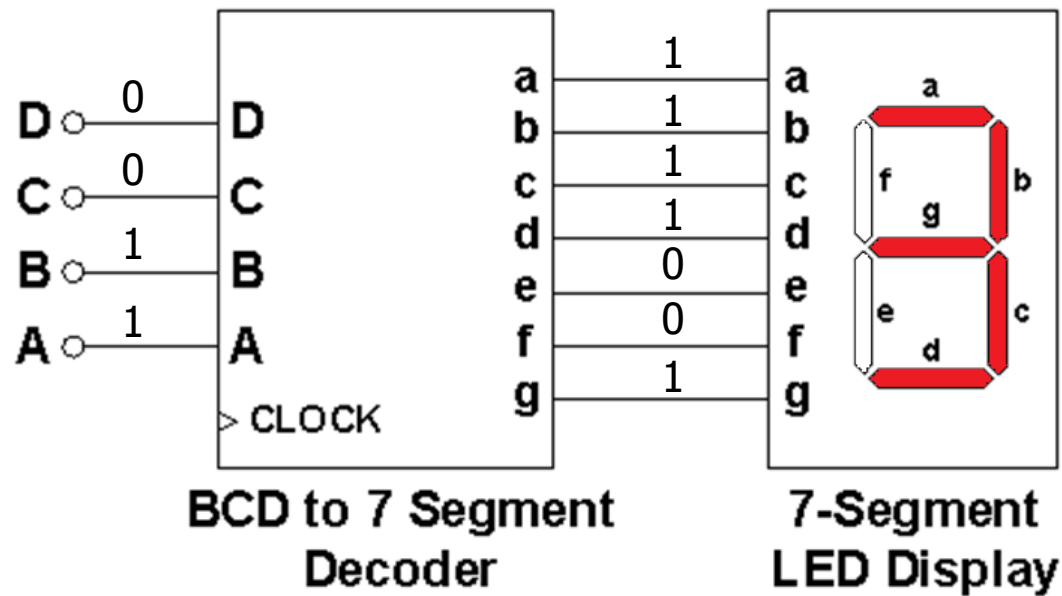 D 0 D a 1 a a
C 0 C b 1 b f b
B 1 B c 1 c g
A 1 A d 1 d e c
e 0 e d
f 0 f
g 1 g
> CLOCK
BCD to 7 Segment
Decoder
7-Segment
LED Display